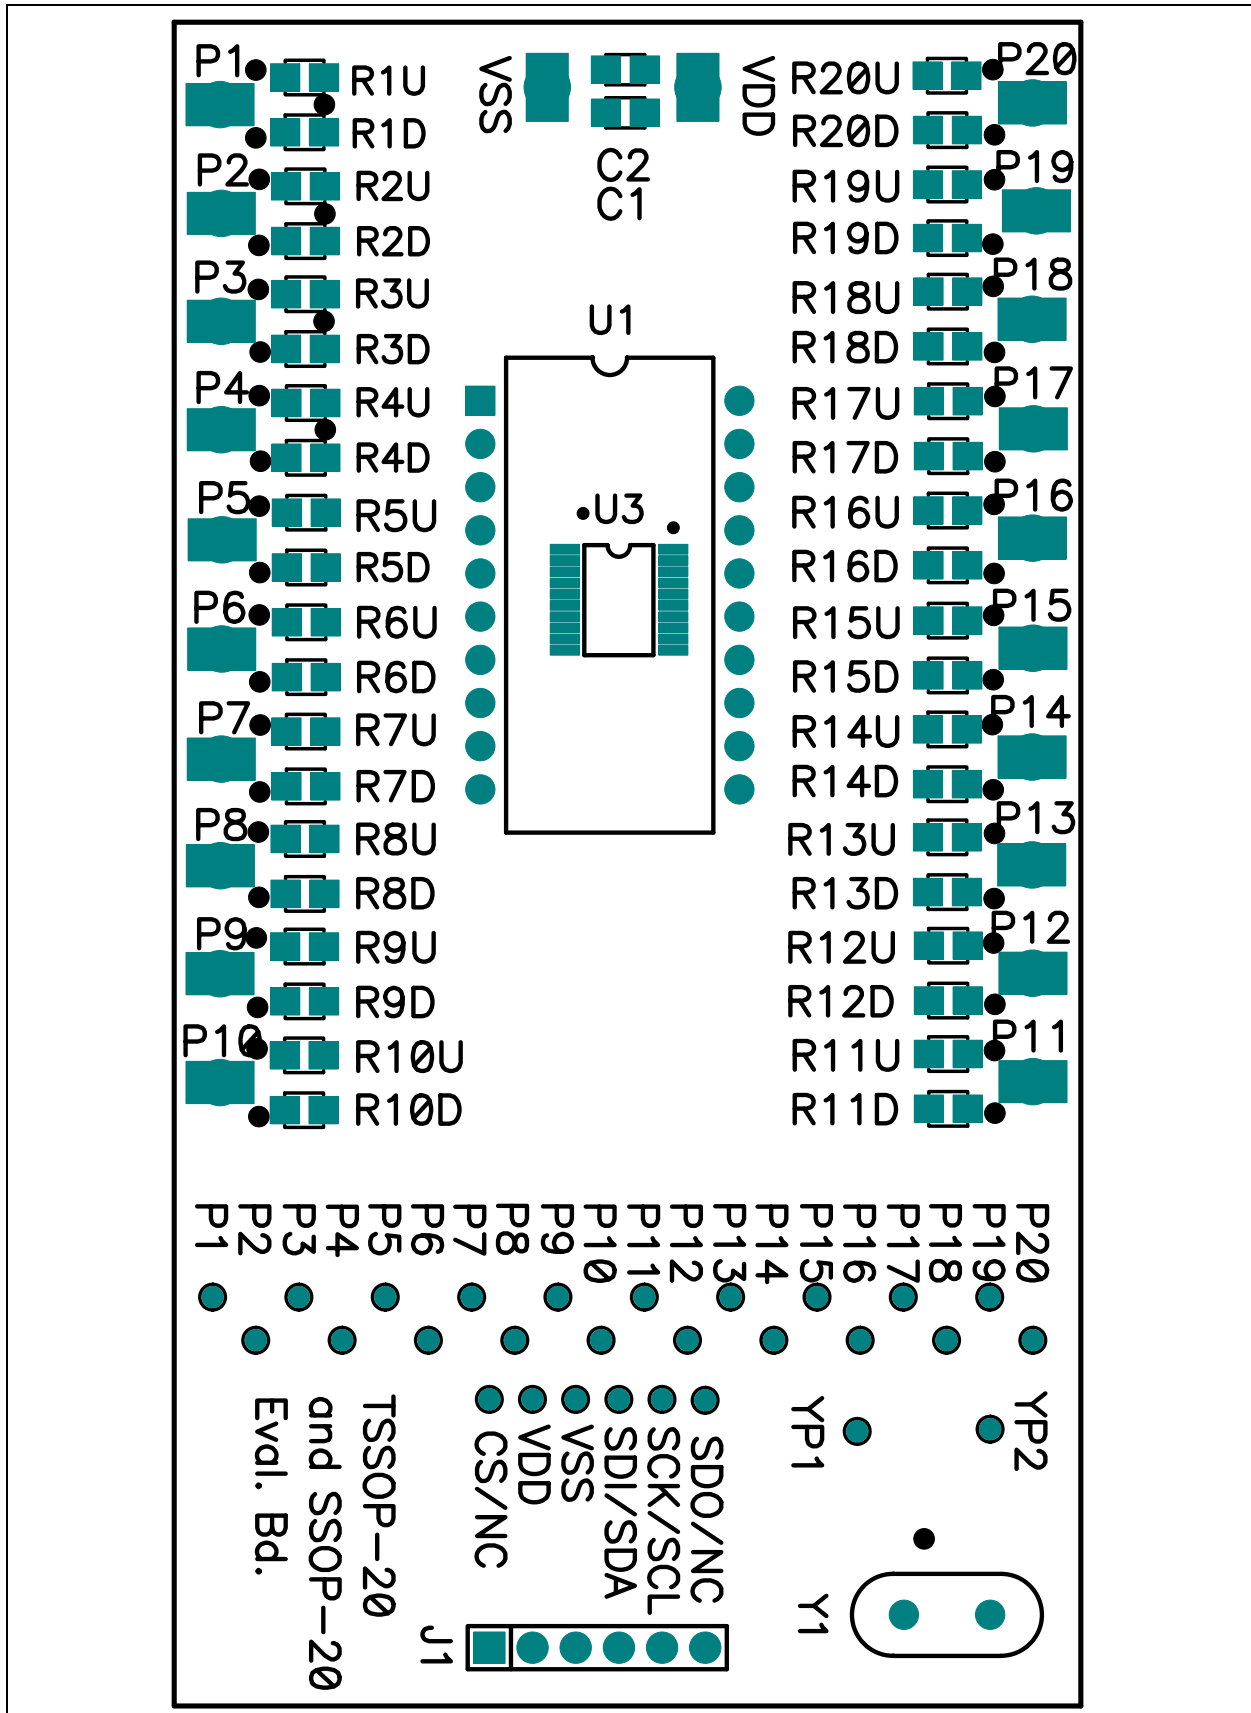 P1
R1U
R1D
P2
R2U
R2D
P3
R3U
R3D
P4
R4U
R4D
P5
R5U
R5D
P6
R6U
R6D
P7
R7U
R7D
P8
R8U
R8D
P9
R9U
R9D
P10
R10U
R10D
VSS
VDD
C2
C1
U1
U3
P20
R20U
R20D
P19
R19U
R19D
P18
R18U
R18D
P17
R17U
R17D
P16
R16U
R16D
P15
R15U
R15D
P14
R14U
R14D
P13
R13U
R13D
P12
R12U
R12D
P11
R11U
R11D
P1
P2
P3
P4
P5
P6
P7
P8
P9
P10
P11
P12
P13
P14
P15
P16
P17
P18
P19
P20
TSSOP-20
and SSOP-20
Eval. Bd.
CS/NC
VDD
VSS
SDI/SDA
SCK/SCL
SDO/NC
J1
YP1
YP2
Y1